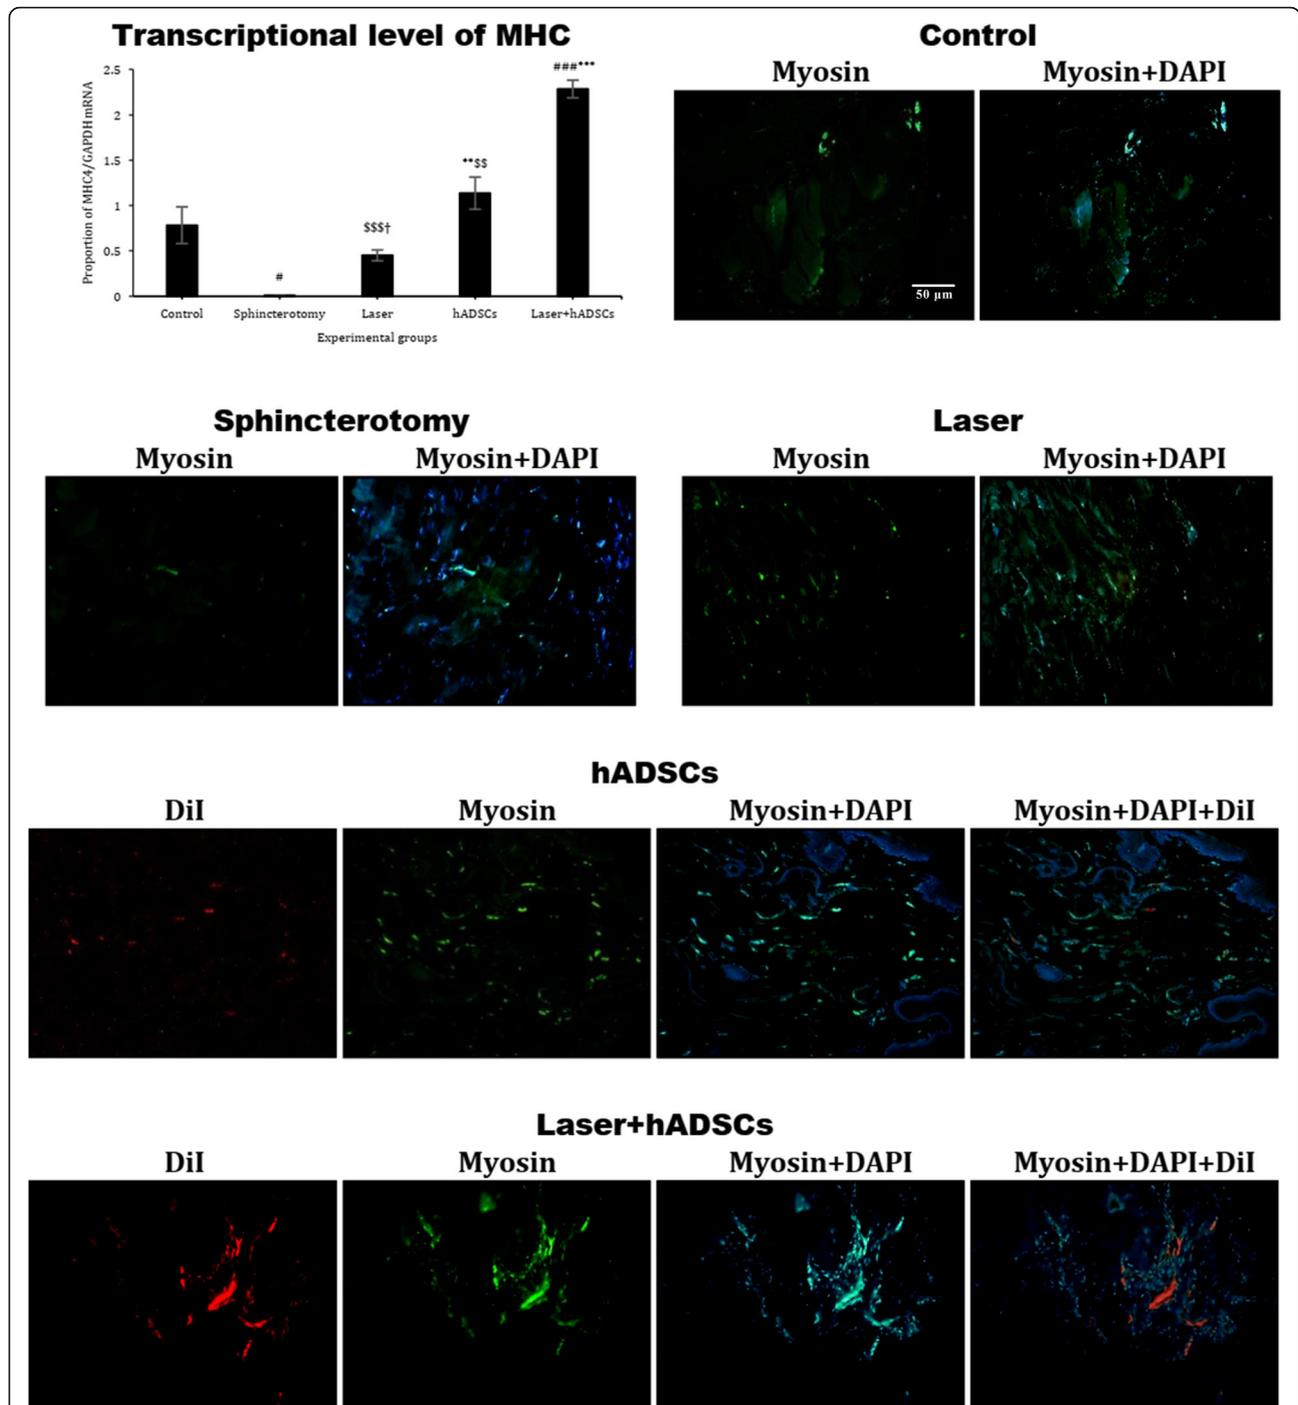 Transcriptional level of MHC
Proportion of MHC4/GAPDH mRNA
2.5
2
1.5
1
0.5
0
#
$$$†
**$$
###***
Control
Sphincterotomy
Laser
hADSCs
Laser+hADSCs
Experimental groups
Control
Myosin
Myosin+DAPI
50 µm
Sphincterotomy
Myosin
Myosin+DAPI
Laser
Myosin
Myosin+DAPI
hADSCs
DiI
Myosin
Myosin+DAPI
Myosin+DAPI+DiI
Laser+hADSCs
DiI
Myosin
Myosin+DAPI
Myosin+DAPI+DiI